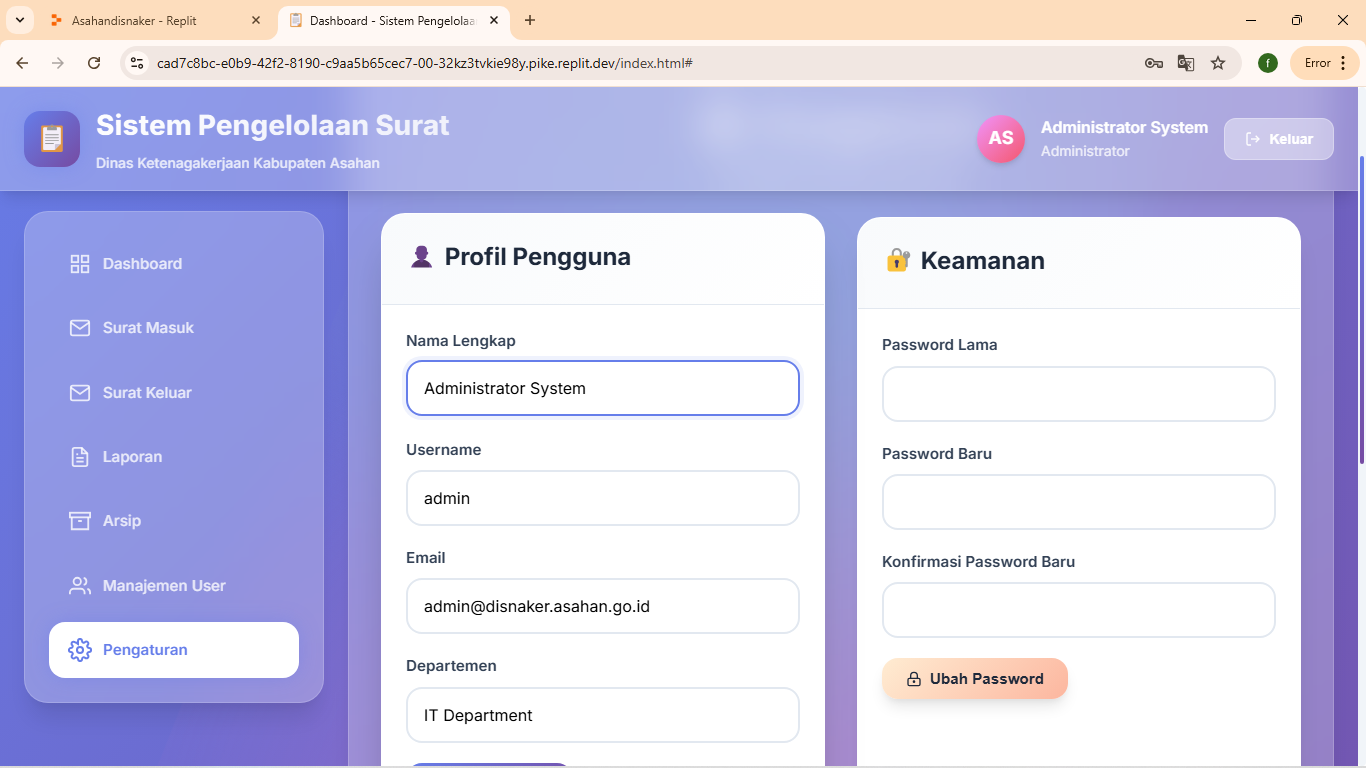 Asahandisnaker - Replit
Dashboard - Sistem Pengelolaa
cad7c8bc-e0b9-42f2-8190-c9aa5b65cec7-00-32kz3tvkie98y.pike.replit.dev/index.html#
f
Error
Sistem Pengelolaan Surat
Dinas Ketenagakerjaan Kabupaten Asahan
AS
Administrator System
Administrator
Keluar
Dashboard
Surat Masuk
Surat Keluar
Laporan
Arsip
Manajemen User
Pengaturan
Profil Pengguna
Nama Lengkap
Administrator System
Username
admin
Email
admin@disnaker.asahan.go.id
Departemen
IT Department
Keamanan
Password Lama
Password Baru
Konfirmasi Password Baru
Ubah Password